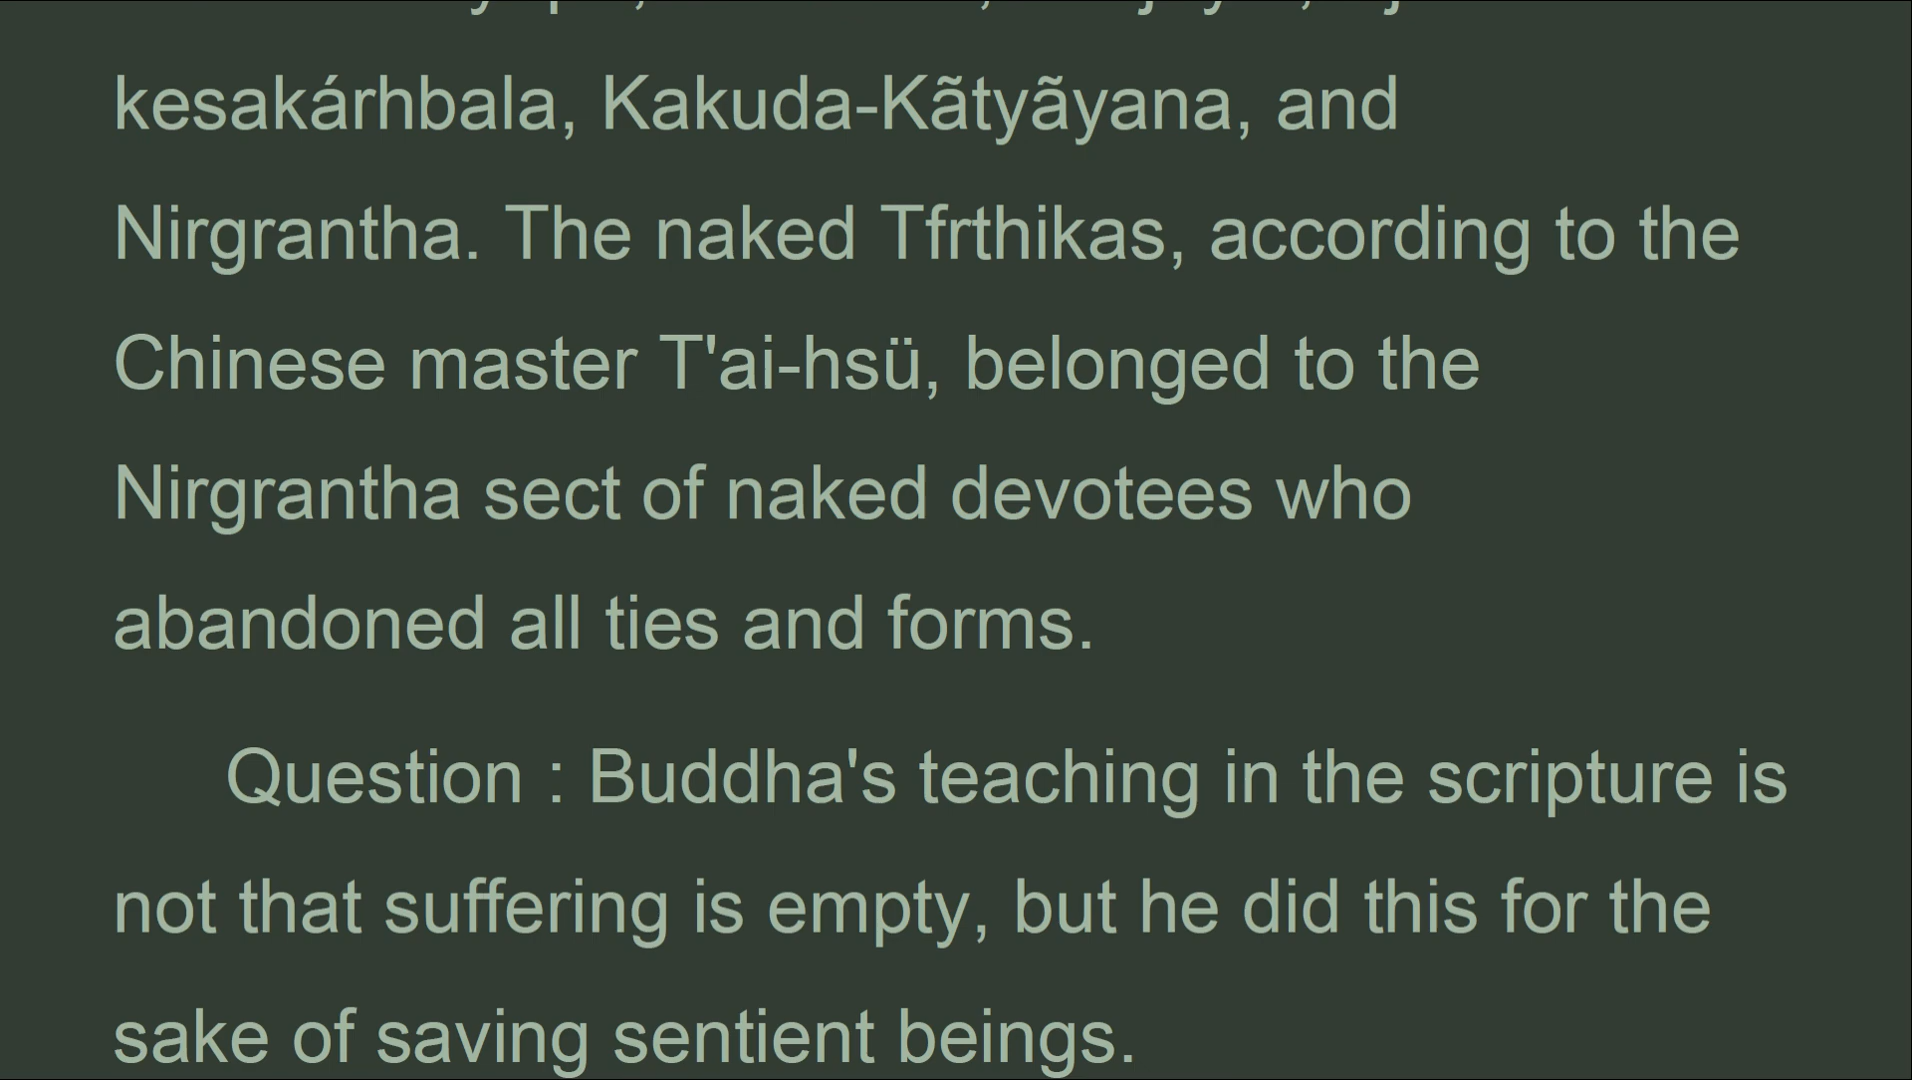 kesakárhbala, Kakuda-Kãtyãyana, and
Nirgrantha. The naked Tfrthikas, according to the
Chinese master T'ai-hsü, belonged to the
Nirgrantha sect of naked devotees who
abandoned all ties and forms.
Question : Buddha's teaching in the scripture is
not that suffering is empty, but he did this for the
sake of saving sentient beings.